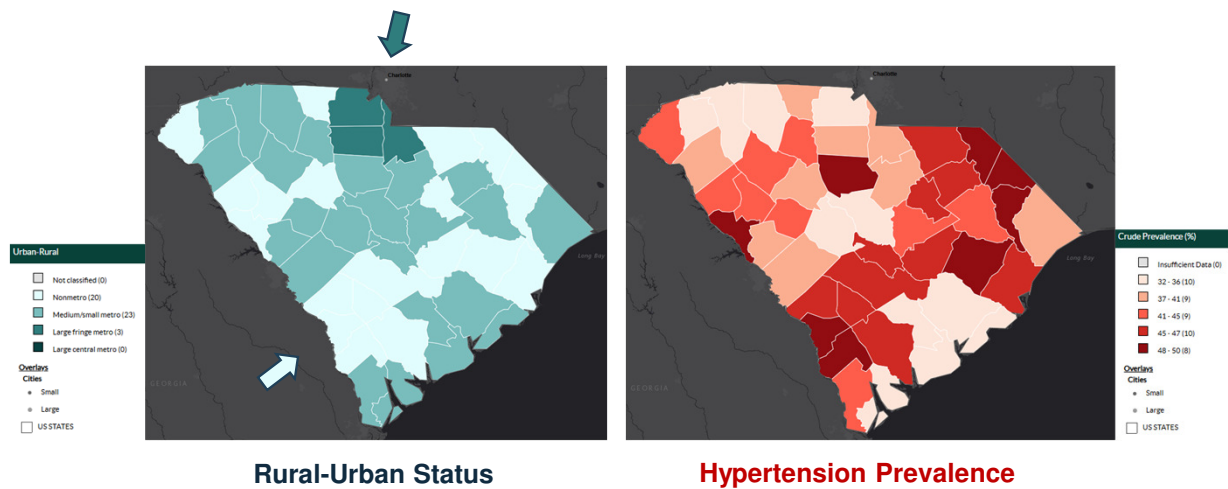 Charlotte
Long Bay
GEORGIA
Urban-Rural
Not classified (0)
Nonmetro (20)
Medium/small metro (23)
Large fringe metro (3)
Large central metro (0)
Overlays
Cities
Small
Large
US STATES
Rural-Urban Status
Charlotte
Long Bay
GEORGIA
Crude Prevalence (%)
Insufficient Data (0)
32 - 36 (10)
37 - 41 (9)
41 - 45 (9)
45 - 47 (10)
48 - 50 (8)
Overlays
Cities
Small
Large
US STATES
Hypertension Prevalence